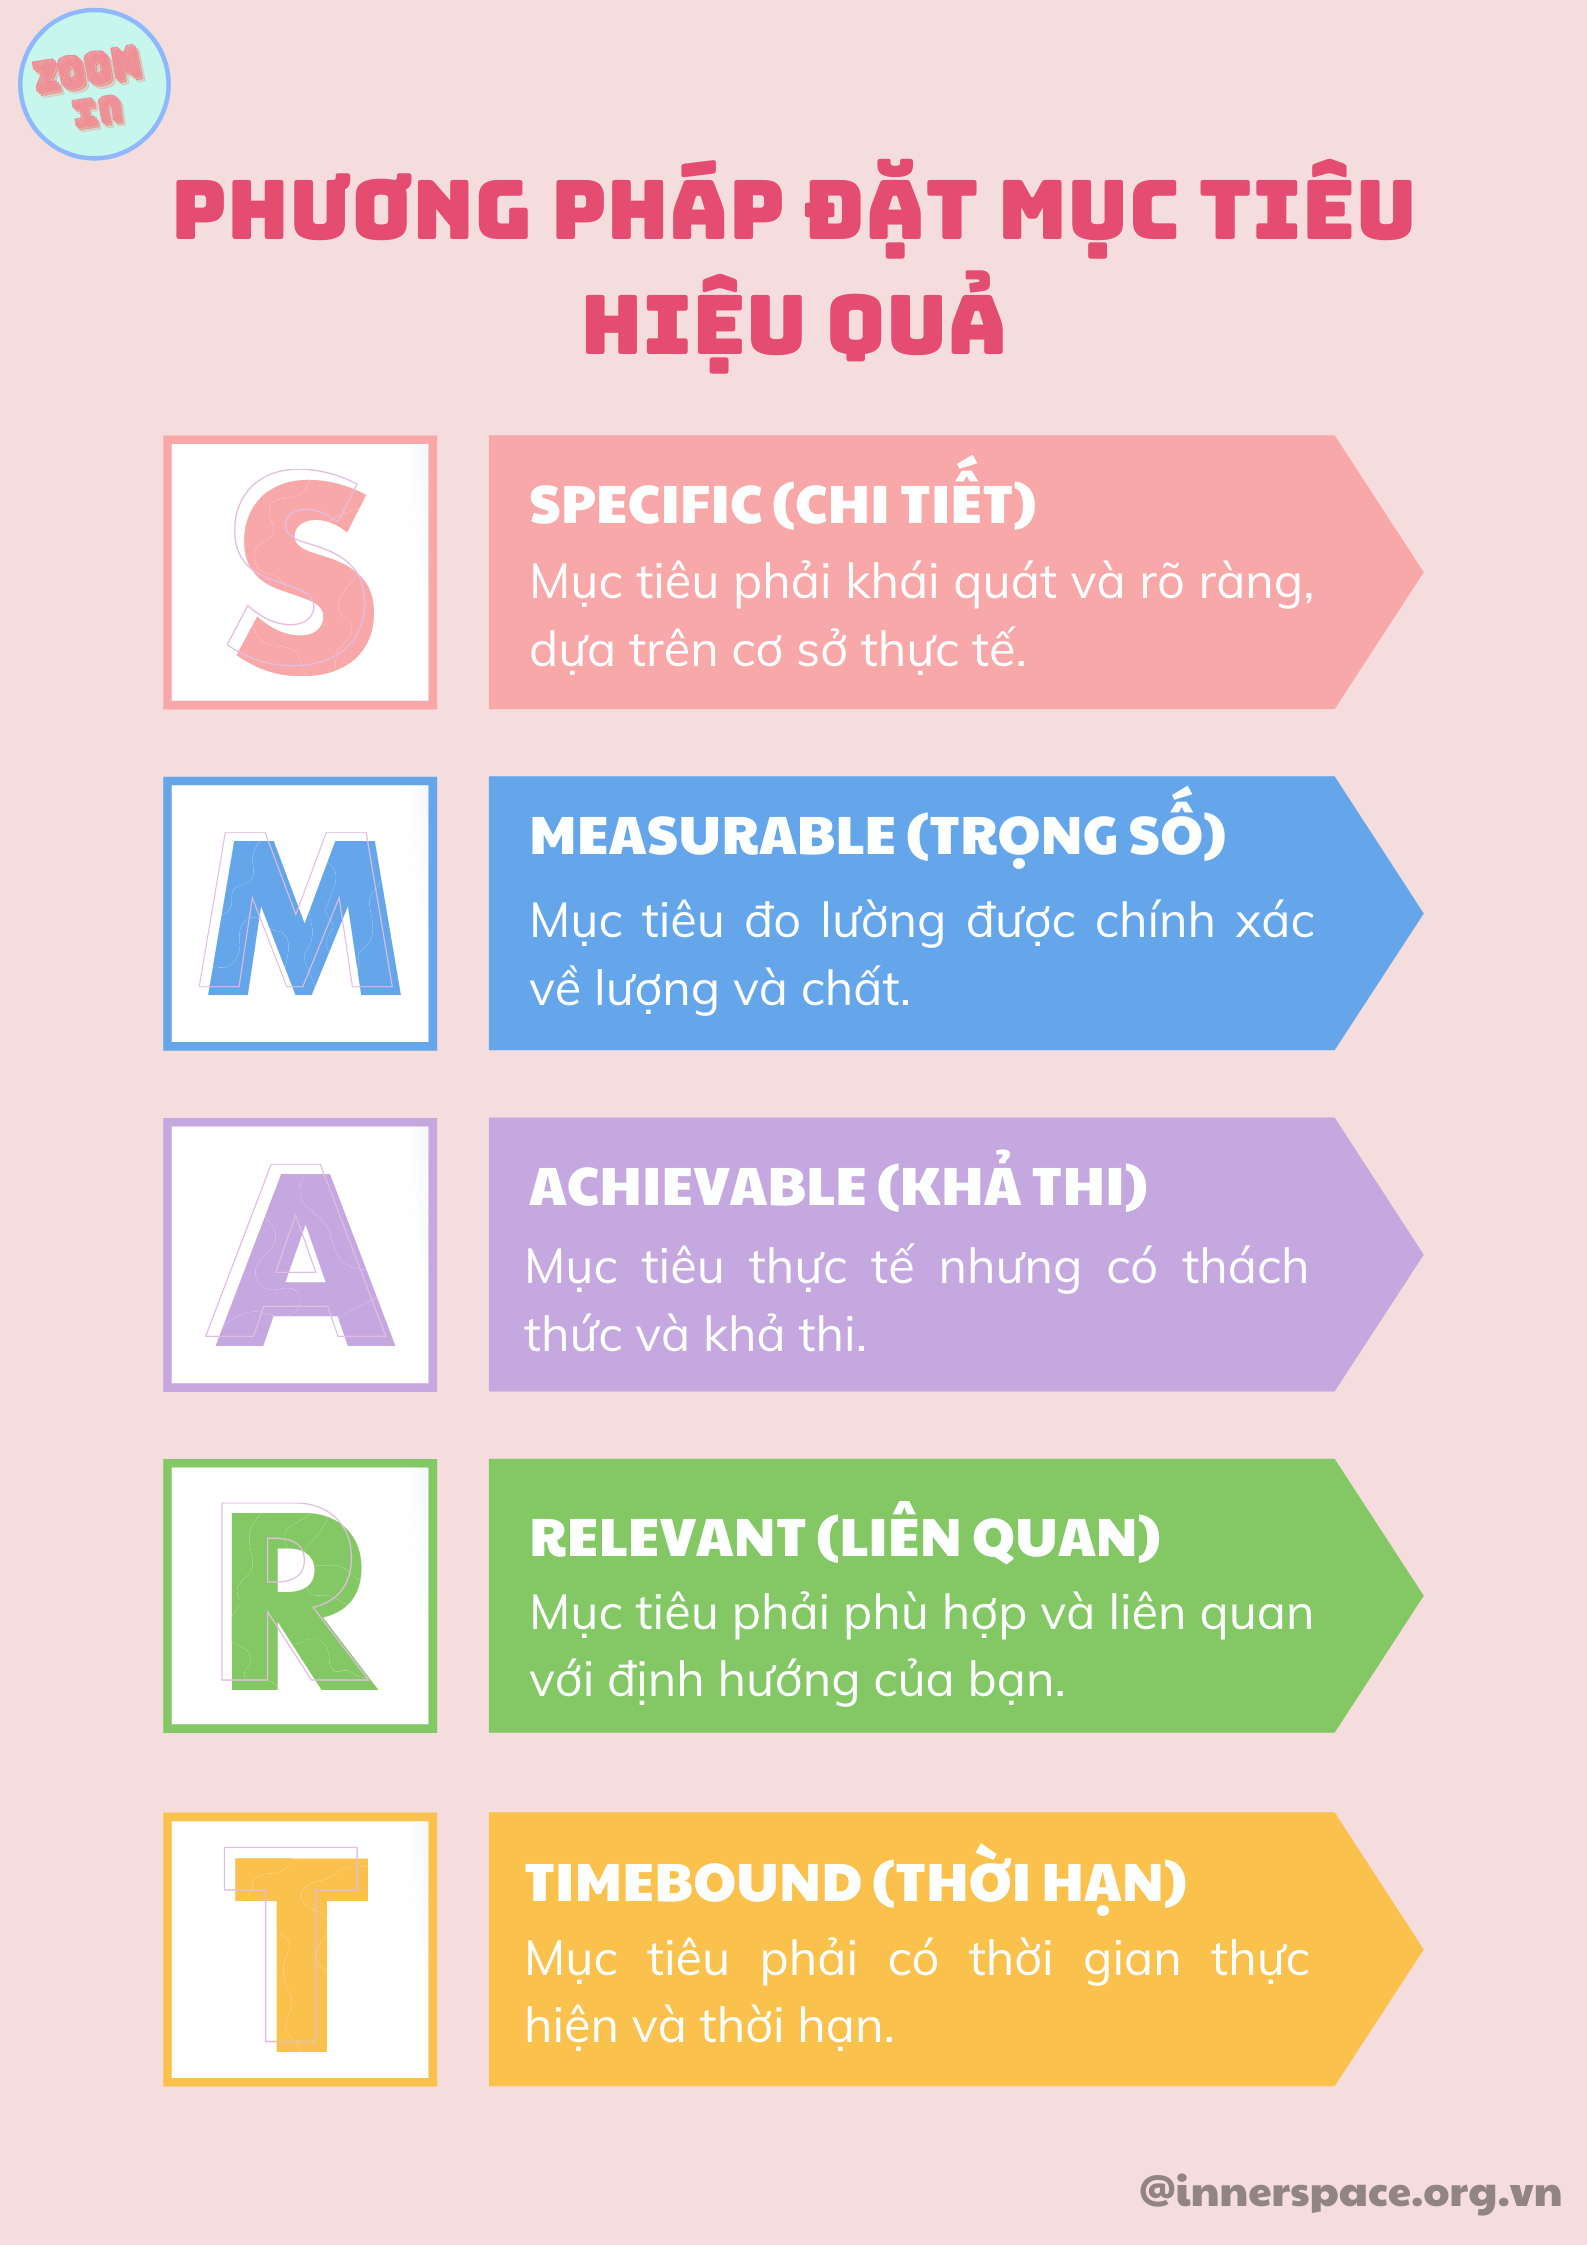 ZOOM
IN
PHƯƠNG PHÁP ĐẶT MỤC TIÊU
HIỆU QUẢ
S
SPECIFIC (CHI TIẾT)
Mục tiêu phải khái quát và rõ ràng,
dựa trên cơ sở thực tế.
M
MEASURABLE (TRỌNG SỐ)
Mục tiêu đo lường được chính xác
về lượng và chất.
A
ACHIEVABLE (KHẢ THI)
Mục tiêu thực tế nhưng có thách
thức và khả thi.
R
RELEVANT (LIÊN QUAN)
Mục tiêu phải phù hợp và liên quan
với định hướng của bạn.
T
TIMEBOUND (THỜI HẠN)
Mục tiêu phải có thời gian thực
hiện và thời hạn.
@innerspace.org.vn